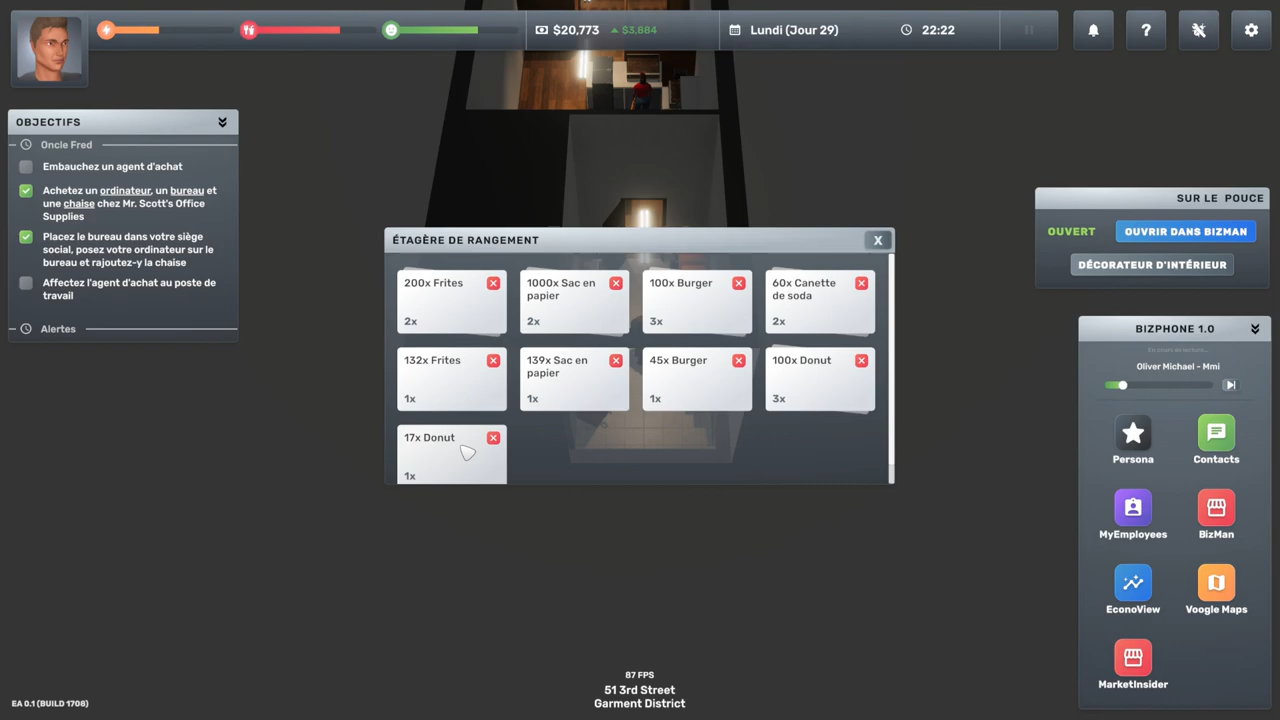 $20,773
$3,884
Lundi (Jour 29)
22:22
?
OBJECTIFS
Oncle Fred
Embauchez un agent d'achat
Achetez un ordinateur, un bureau et
une chaise chez Mr. Scott's Office
Supplies
Placez le bureau dans votre siège
social, posez votre ordinateur sur le
bureau et rajoutez-y la chaise
Affectez l'agent d'achat au poste de
travail
Alertes
SUR LE POUCE
OUVERT
OUVRIR DANS BIZMAN
DÉCORATEUR D'INTÉRIEUR
ÉTAGÈRE DE RANGEMENT
X
200x Frites
2x
1000x Sac en
papier
2x
100x Burger
3x
60x Canette
de soda
2x
132x Frites
1x
139x Sac en
papier
1x
45x Burger
1x
100x Donut
3x
17x Donut
1x
BIZPHONE 1.0
En cours de lecture...
Oliver Michael - Mmi
Persona
Contacts
MyEmployees
BizMan
EconoView
Voogle Maps
MarketInsider
87 FPS
51 3rd Street
Garment District
EA 0.1 (BUILD 1708)